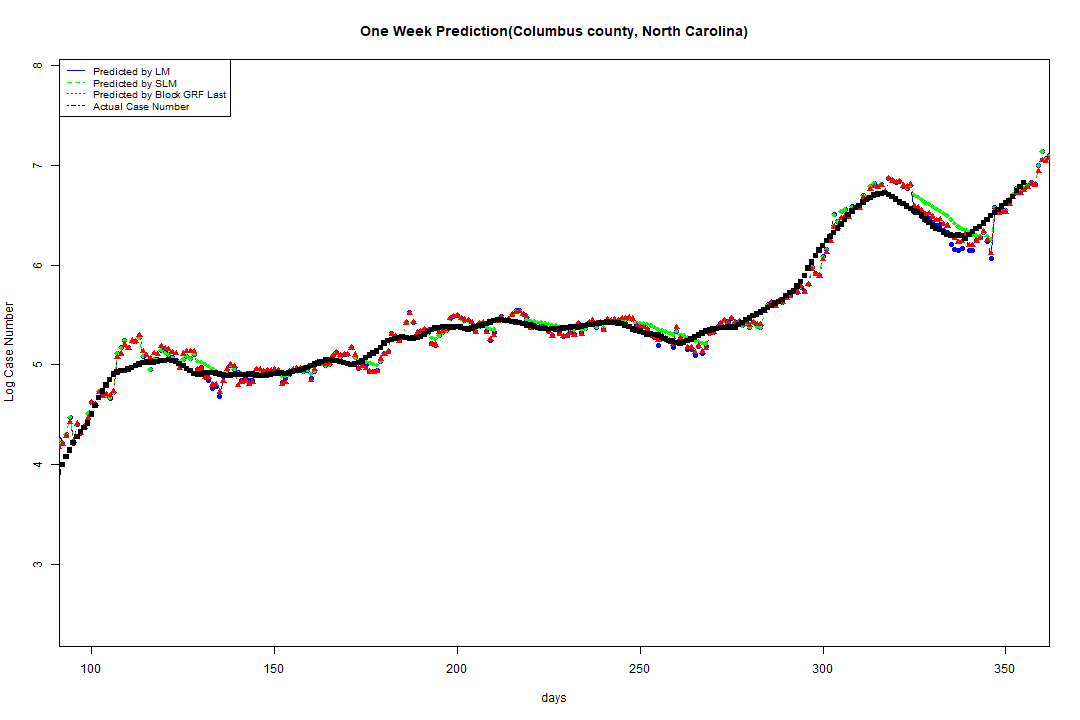 One Week Prediction(Columbus county, North Carolina)
Predicted by LM
Predicted by SLM
Predicted by Block GRF Last
Actual Case Number
8
7
6
5
4
3
Log Case Number
100 150 200 250 300 350
days